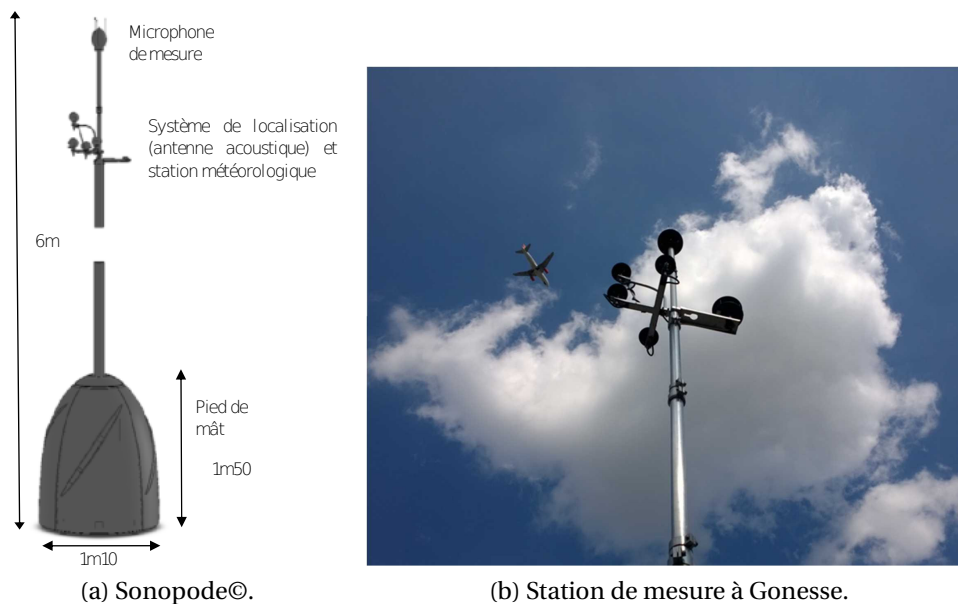 Microphone
de mesure
Système de localisation
(antenne acoustique) et
station météorologique
6m
Pied de
mât
1m50
1m10
(a) Sonopode©.
(b) Station de mesure à Gonesse.